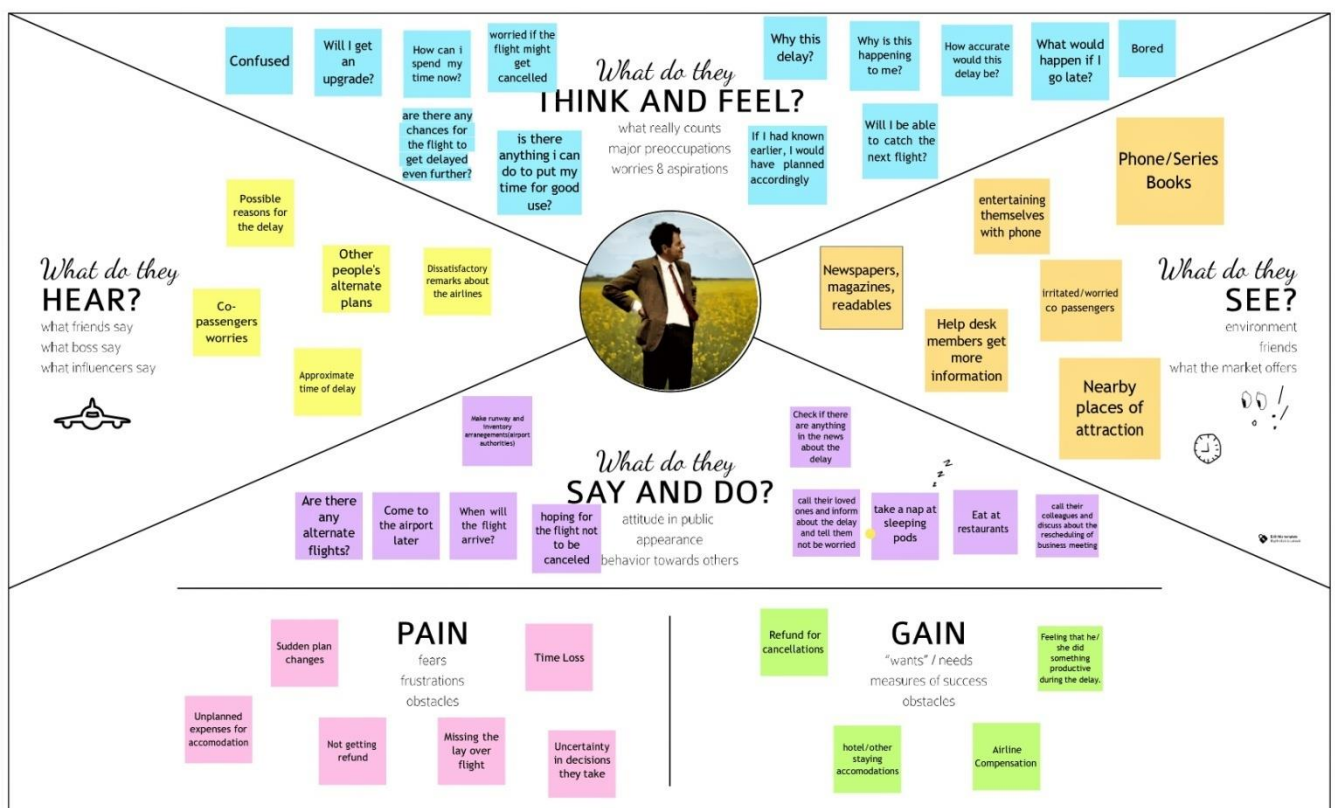 Confused
Will I get
an
upgrade?
How can i
spend my
time now?
worried if the
flight might
get
cancelled
are there any
chances for
the flight to
get delayed
even further?
is there
anything i can
do to put my
time for good
use?
What do they
THINK AND FEEL?
what really counts
major preoccupations
worries & aspirations
Why this
delay?
Why is this
happening
to me?
How accurate
would this
delay be?
What would
happen if I
go late?
Bored
If I had known
earlier, I would
have planned
accordingly
Will I be able
to catch the
next flight?
What do they
HEAR?
what friends say
what boss say
what influencers say
Possible
reasons for
the delay
Other
people's
alternate
plans
Dissatisfactory
remarks about
the airlines
Co-
passengers
worries
Approximate
time of delay
Phone/Series
Books
entertaining
themselves
with phone
Newspapers,
magazines,
readables
irritated/worried
co passengers
Help desk
members get
more
information
Nearby
places of
attraction
What do they
SEE?
environment
friends
what the market offers
What do they
SAY AND DO?
attitude in public
appearance
behavior towards others
Make runway and
inventory
arranegements(airport
authorities)
Are there
any
alternate
flights?
Come to
the airport
later
When will
the flight
arrive?
hoping for
the flight not
to be
canceled
Check if there
are anything
in the news
about the
delay
z z z
call their loved
ones and inform
about the delay
and tell them
not be worried
take a nap at
sleeping
pods
Eat at
restaurants
call their
colleagues and
discuss about the
rescheduling of
business meeting
PAIN
fears
frustrations
obstacles
Sudden plan
changes
Time Loss
Unplanned
expenses for
accomodation
Not getting
refund
Missing the
lay over
flight
Uncertainty
in decisions
they take
GAIN
"wants" / needs
measures of success
obstacles
Refund for
cancellations
Feeling that he/
she did
something
productive
during the delay.
hotel/other
staying
accomodations
Airline
Compensation